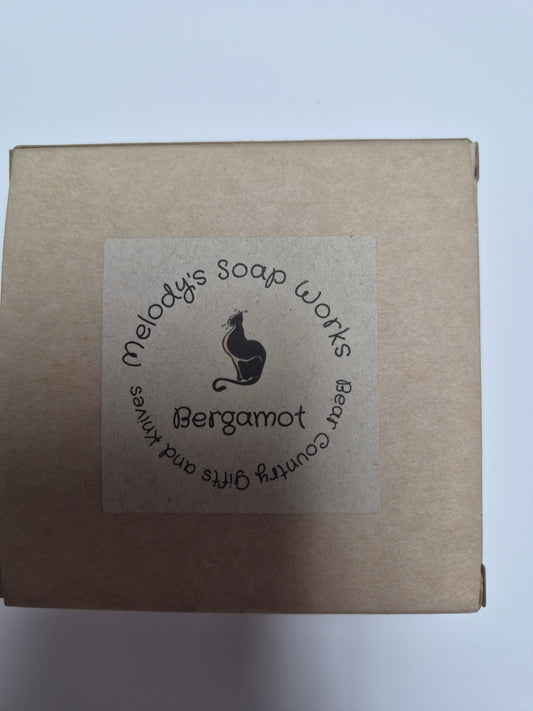 Melody's Soap Works
Bergamot
Bear Country Gifts and Knives